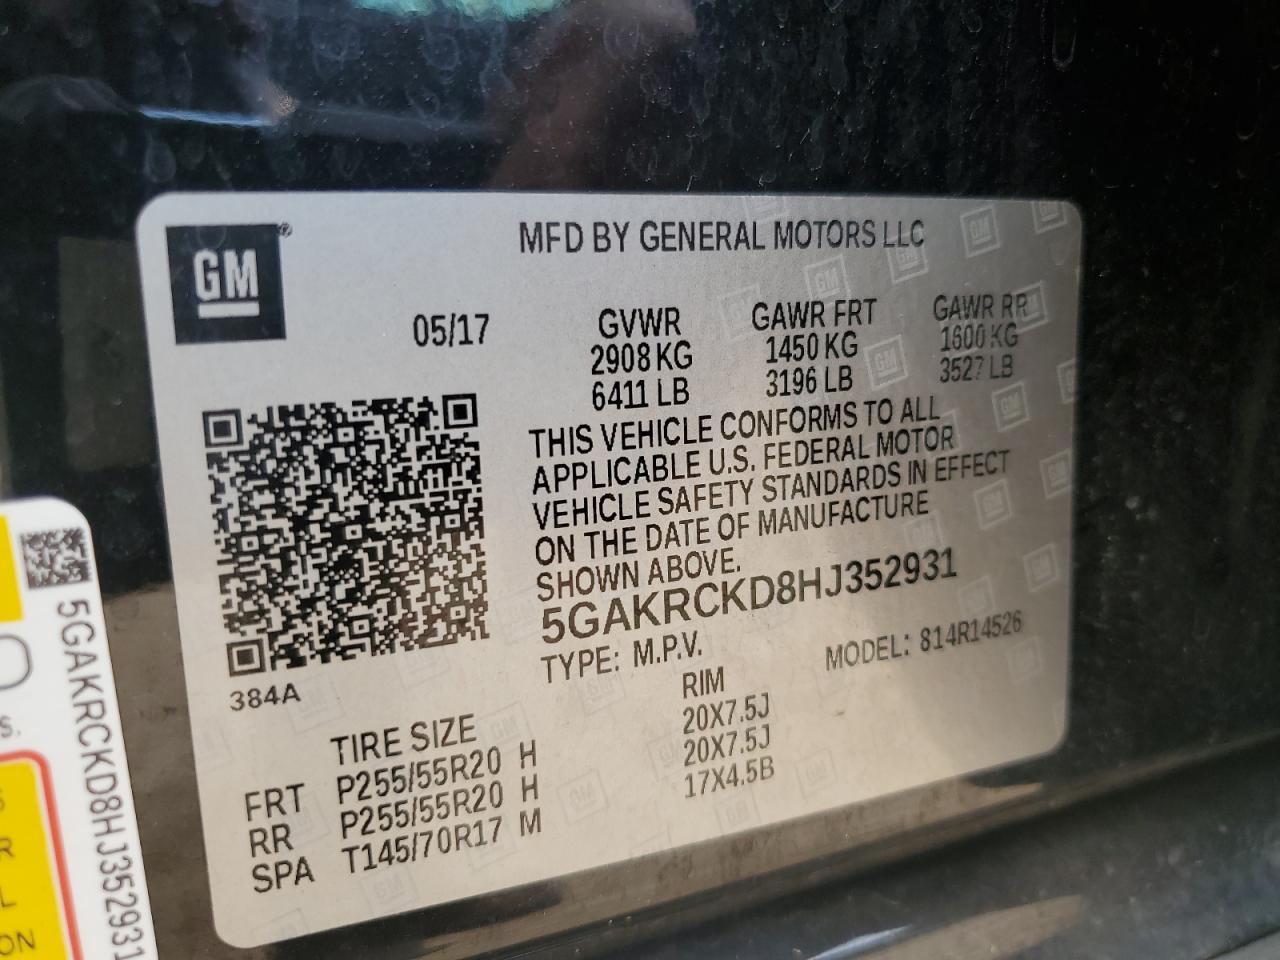 GM
MFD BY GENERAL MOTORS LLC
05/17
GVWR GAWR FRT GAWR RR
2908 KG 1450 KG 1600 KG
6411 LB 3196 LB 3527 LB
THIS VEHICLE CONFORMS TO ALL
APPLICABLE U.S. FEDERAL MOTOR
VEHICLE SAFETY STANDARDS IN EFFECT
ON THE DATE OF MANUFACTURE
SHOWN ABOVE.
5GAKRCKD8HJ352931
TYPE: M.P.V. MODEL: 814R14526
384A
TIRE SIZE RIM
FRT P255/55R20 H 20X7.5J
RR P255/55R20 H 20X7.5J
SPA T145/70R17 M 17X4.5B
5GAKRCKD8HJ352931
S.
R
L
ON